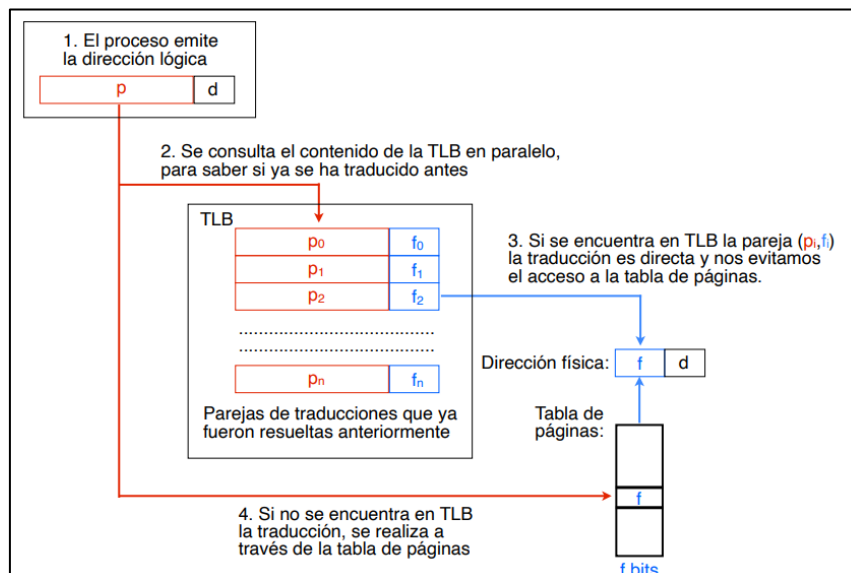 1. El proceso emite
la dirección lógica
p d
2. Se consulta el contenido de la TLB en paralelo,
para saber si ya se ha traducido antes
TLB
p0 f0
p1 f1
p2 f2
..................................
..................................
pn fn
Parejas de traducciones que ya
fueron resueltas anteriormente
3. Si se encuentra en TLB la pareja (pi,fi)
la traducción es directa y nos evitamos
el acceso a la tabla de páginas.
Dirección física: f d
Tabla de
páginas:
f
4. Si no se encuentra en TLB
la traducción, se realiza a
través de la tabla de páginas
f bits